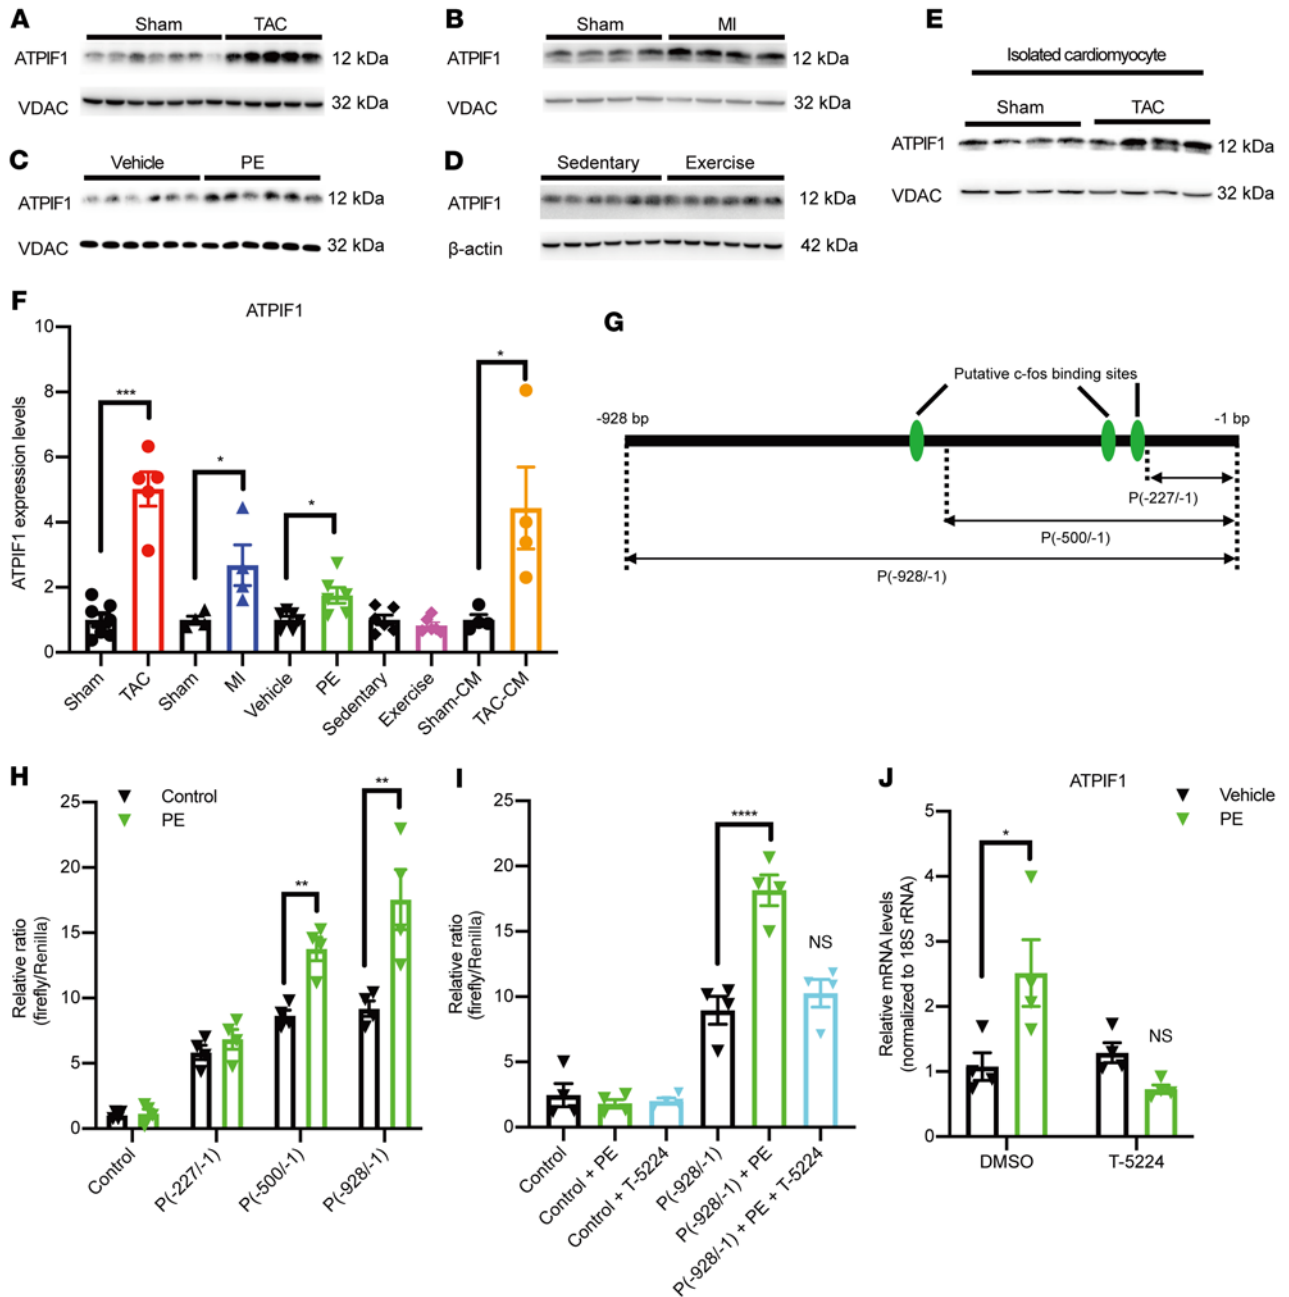 A
Sham TAC
ATPIF1 12 kDa
VDAC 32 kDa
B
Sham MI
ATPIF1 12 kDa
VDAC 32 kDa
E
Isolated cardiomyocyte
Sham TAC
ATPIF1 12 kDa
VDAC 32 kDa
C
Vehicle PE
ATPIF1 12 kDa
VDAC 32 kDa
D
Sedentary Exercise
ATPIF1 12 kDa
β-actin 42 kDa
F
ATPIF1
ATPIF1 expression levels
10
8
6
4
2
0
***
*
*
*
Sham
TAC
Sham
MI
Vehicle
PE
Sedentary
Exercise
Sham-CM
TAC-CM
G
Putative c-fos binding sites
-928 bp -1 bp
P(-227/-1)
P(-500/-1)
P(-928/-1)
H
Control
PE
Relative ratio
(firefly/Renilla)
25
20
15
10
5
0
**
**
Control
P(-227/-1)
P(-500/-1)
P(-928/-1)
I
Relative ratio
(firefly/Renilla)
25
20
15
10
5
0
****
NS
Control
Control + PE
Control + T-5224
P(-928/-1)
P(-928/-1) + PE
P(-928/-1) + PE + T-5224
J
ATPIF1
Vehicle
PE
Relative mRNA levels
(normalized to 18S rRNA)
5
4
3
2
1
0
*
NS
DMSO T-5224